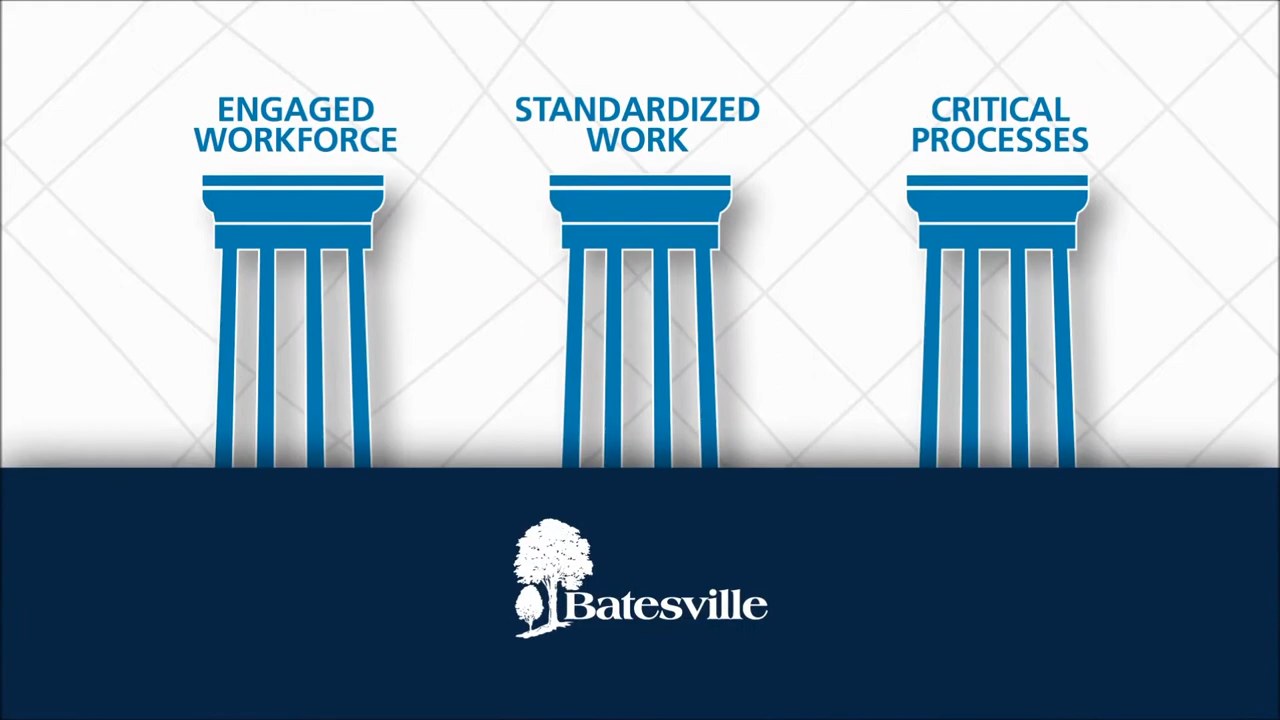 ENGAGED
WORKFORCE
STANDARDIZED
WORK
CRITICAL
PROCESSES
Batesville